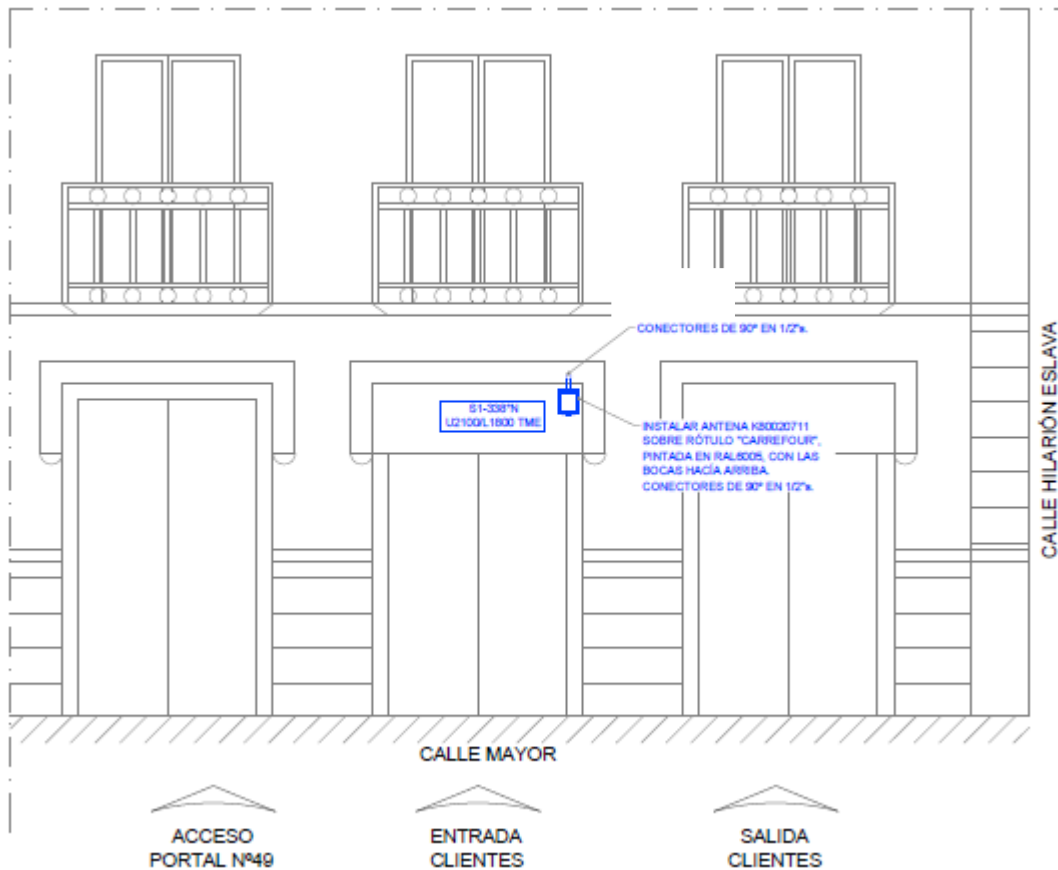 CONECTORES DE 90º EN 1/2"s.
S1-338ºN
U2100/L1800 TME
INSTALAR ANTENA K80020711
SOBRE RÓTULO "CARREFOUR",
PINTADA EN RAL6005, CON LAS
BOCAS HACÍA ARRIBA.
CONECTORES DE 90º EN 1/2"s.
CALLE HILARIÓN ESLAVA
CALLE MAYOR
ACCESO
PORTAL Nº49
ENTRADA
CLIENTES
SALIDA
CLIENTES